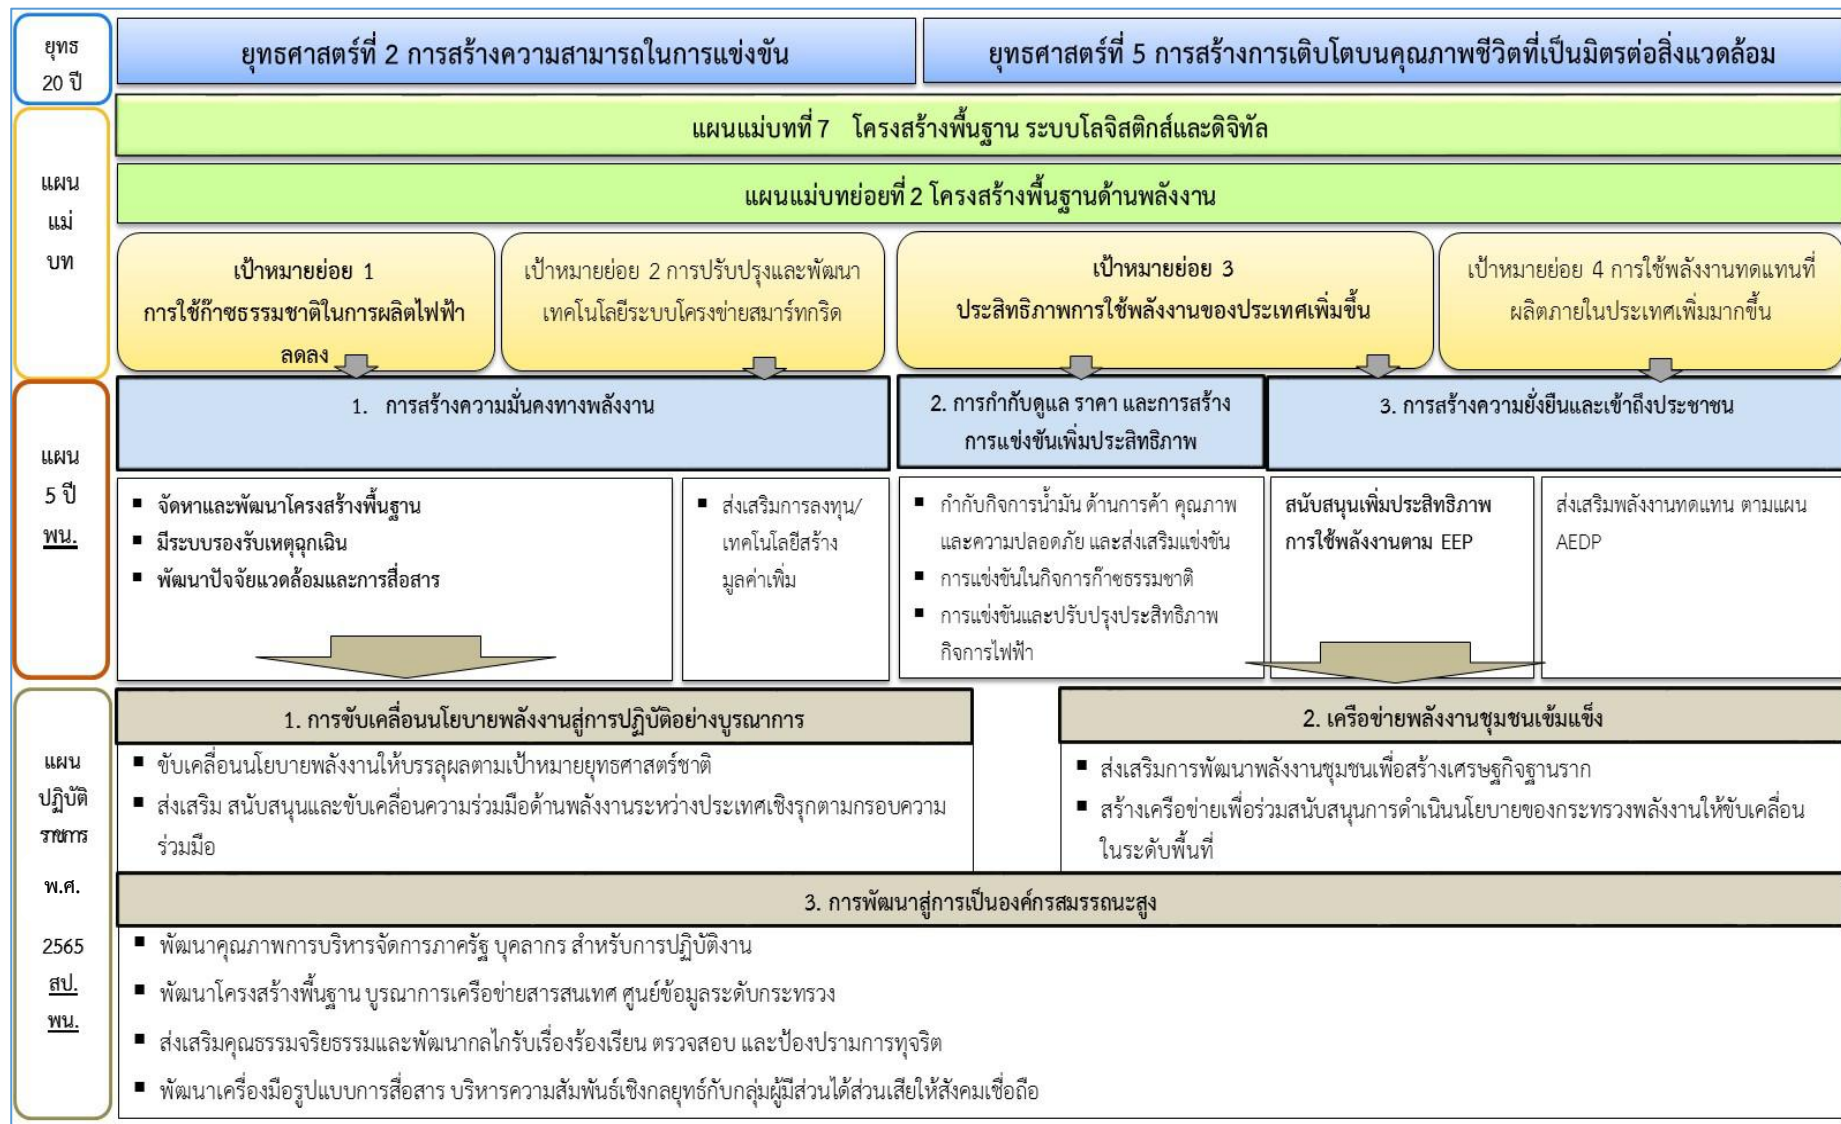 ยุทธ
20 ปี
ยุทธศาสตร์ที่ 2 การสร้างความสามารถในการแข่งขัน
ยุทธศาสตร์ที่ 5 การสร้างการเติบโตบนคุณภาพชีวิตที่เป็นมิตรต่อสิ่งแวดล้อม
แผน
แม่
บท
แผนแม่บทที่ 7 โครงสร้างพื้นฐาน ระบบโลจิสติกส์และดิจิทัล
แผนแม่บทย่อยที่ 2 โครงสร้างพื้นฐานด้านพลังงาน
เป้าหมายย่อย 1
การใช้ก๊าซธรรมชาติในการผลิตไฟฟ้า
ลดลง
เป้าหมายย่อย 2 การปรับปรุงและพัฒนา
เทคโนโลยีระบบโครงข่ายสมาร์ทกริด
เป้าหมายย่อย 3
ประสิทธิภาพการใช้พลังงานของประเทศเพิ่มขึ้น
เป้าหมายย่อย 4 การใช้พลังงานทดแทนที่
ผลิตภายในประเทศเพิ่มมากขึ้น
แผน
5 ปี
พน.
1. การสร้างความมั่นคงทางพลังงาน
2. การกำกับดูแล ราคา และการสร้าง
การแข่งขันเพิ่มประสิทธิภาพ
3. การสร้างความยั่งยืนและเข้าถึงประชาชน
▪ จัดหาและพัฒนาโครงสร้างพื้นฐาน
▪ มีระบบรองรับเหตุฉุกเฉิน
▪ พัฒนาปัจจัยแวดล้อมและการสื่อสาร
▪ ส่งเสริมการลงทุน/
เทคโนโลยีสร้าง
มูลค่าเพิ่ม
▪ กำกับกิจการน้ำมัน ด้านการค้า คุณภาพ
และความปลอดภัย และส่งเสริมแข่งขัน
▪ การแข่งขันในกิจการก๊าซธรรมชาติ
▪ การแข่งขันและปรับปรุงประสิทธิภาพ
กิจการไฟฟ้า
สนับสนุนเพิ่มประสิทธิภาพ
การใช้พลังงานตาม EEP
ส่งเสริมพลังงานทดแทน ตามแผน
AEDP
แผน
ปฏิบัติ
ราชการ
พ.ศ.
2565
สป.
พน.
1. การขับเคลื่อนนโยบายพลังงานสู่การปฏิบัติอย่างบูรณาการ
▪ ขับเคลื่อนนโยบายพลังงานให้บรรลุผลตามเป้าหมายยุทธศาสตร์ชาติ
▪ ส่งเสริม สนับสนุนและขับเคลื่อนความร่วมมือด้านพลังงานระหว่างประเทศเชิงรุกตามกรอบความ
ร่วมมือ
2. เครือข่ายพลังงานชุมชนเข้มแข็ง
▪ ส่งเสริมการพัฒนาพลังงานชุมชนเพื่อสร้างเศรษฐกิจฐานราก
▪ สร้างเครือข่ายเพื่อร่วมสนับสนุนการดำเนินนโยบายของกระทรวงพลังงานให้ขับเคลื่อน
ในระดับพื้นที่
3. การพัฒนาสู่การเป็นองค์กรสมรรถนะสูง
▪ พัฒนาคุณภาพการบริหารจัดการภาครัฐ บุคลากร สำหรับการปฏิบัติงาน
▪ พัฒนาโครงสร้างพื้นฐาน บูรณาการเครือข่ายสารสนเทศ ศูนย์ข้อมูลระดับกระทรวง
▪ ส่งเสริมคุณธรรมจริยธรรมและพัฒนากลไกรับเรื่องร้องเรียน ตรวจสอบ และป้องปรามการทุจริต
▪ พัฒนาเครื่องมือรูปแบบการสื่อสาร บริหารความสัมพันธ์เชิงกลยุทธ์กับกลุ่มผู้มีส่วนได้ส่วนเสียให้สังคมเชื่อถือ